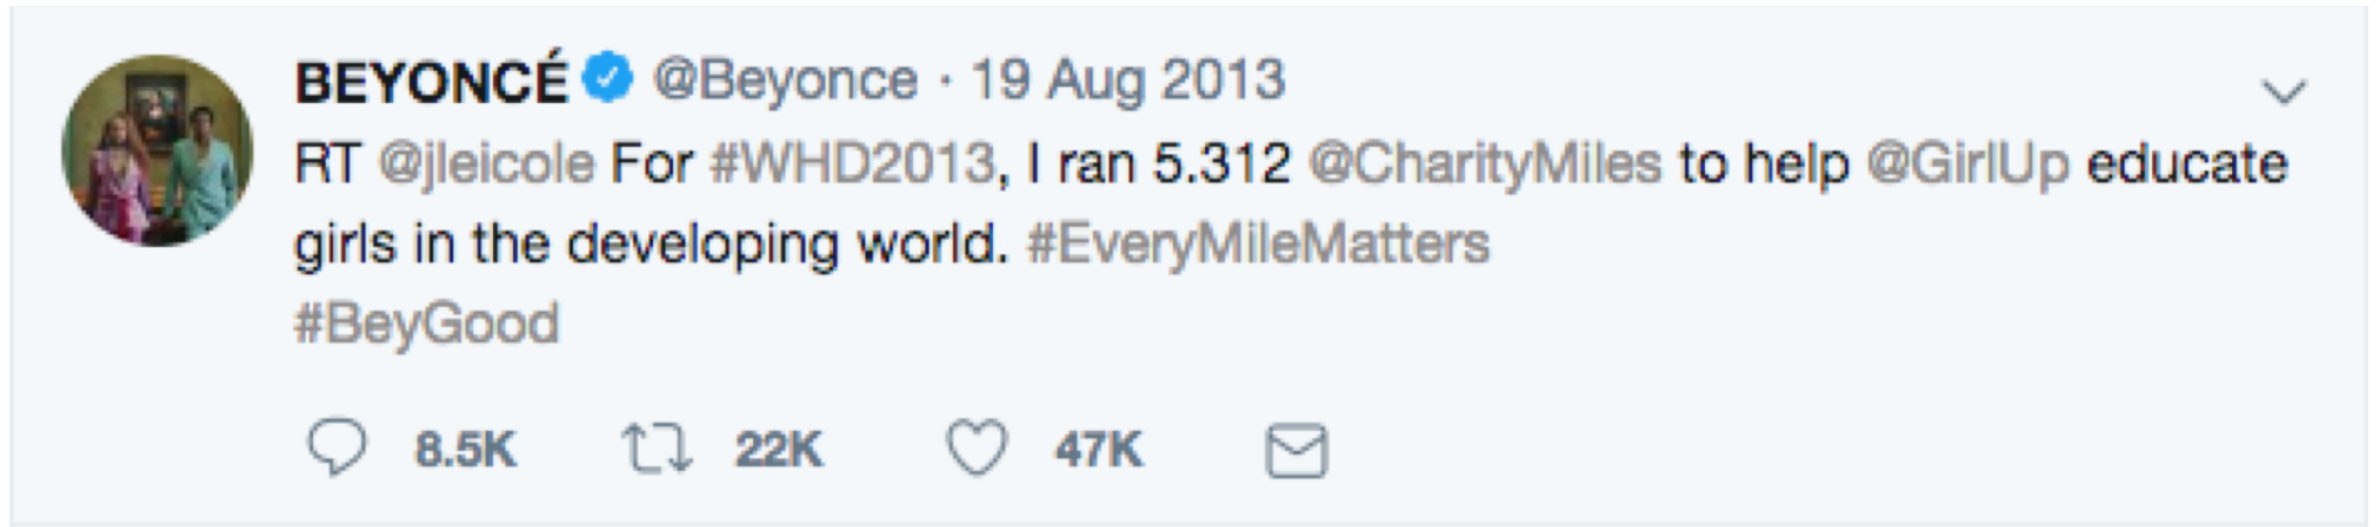 BEYONCÉ @Beyonce · 19 Aug 2013
RT @jleicole For #WHD2013, I ran 5.312 @CharityMiles to help @GirlUp educate
girls in the developing world. #EveryMileMatters
#BeyGood
8.5K 22K 47K